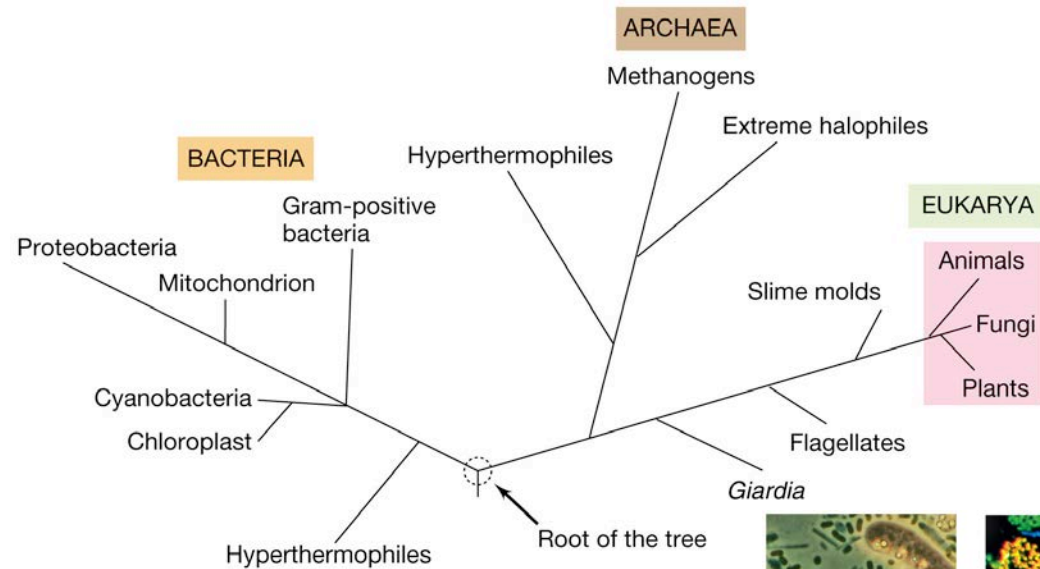 ARCHAEA
Methanogens
Extreme halophiles
Hyperthermophiles
BACTERIA
Gram-positive
bacteria
EUKARYA
Proteobacteria
Mitochondrion
Animals
Slime molds
Fungi
Cyanobacteria
Plants
Chloroplast
Flagellates
Giardia
Root of the tree
Hyperthermophiles